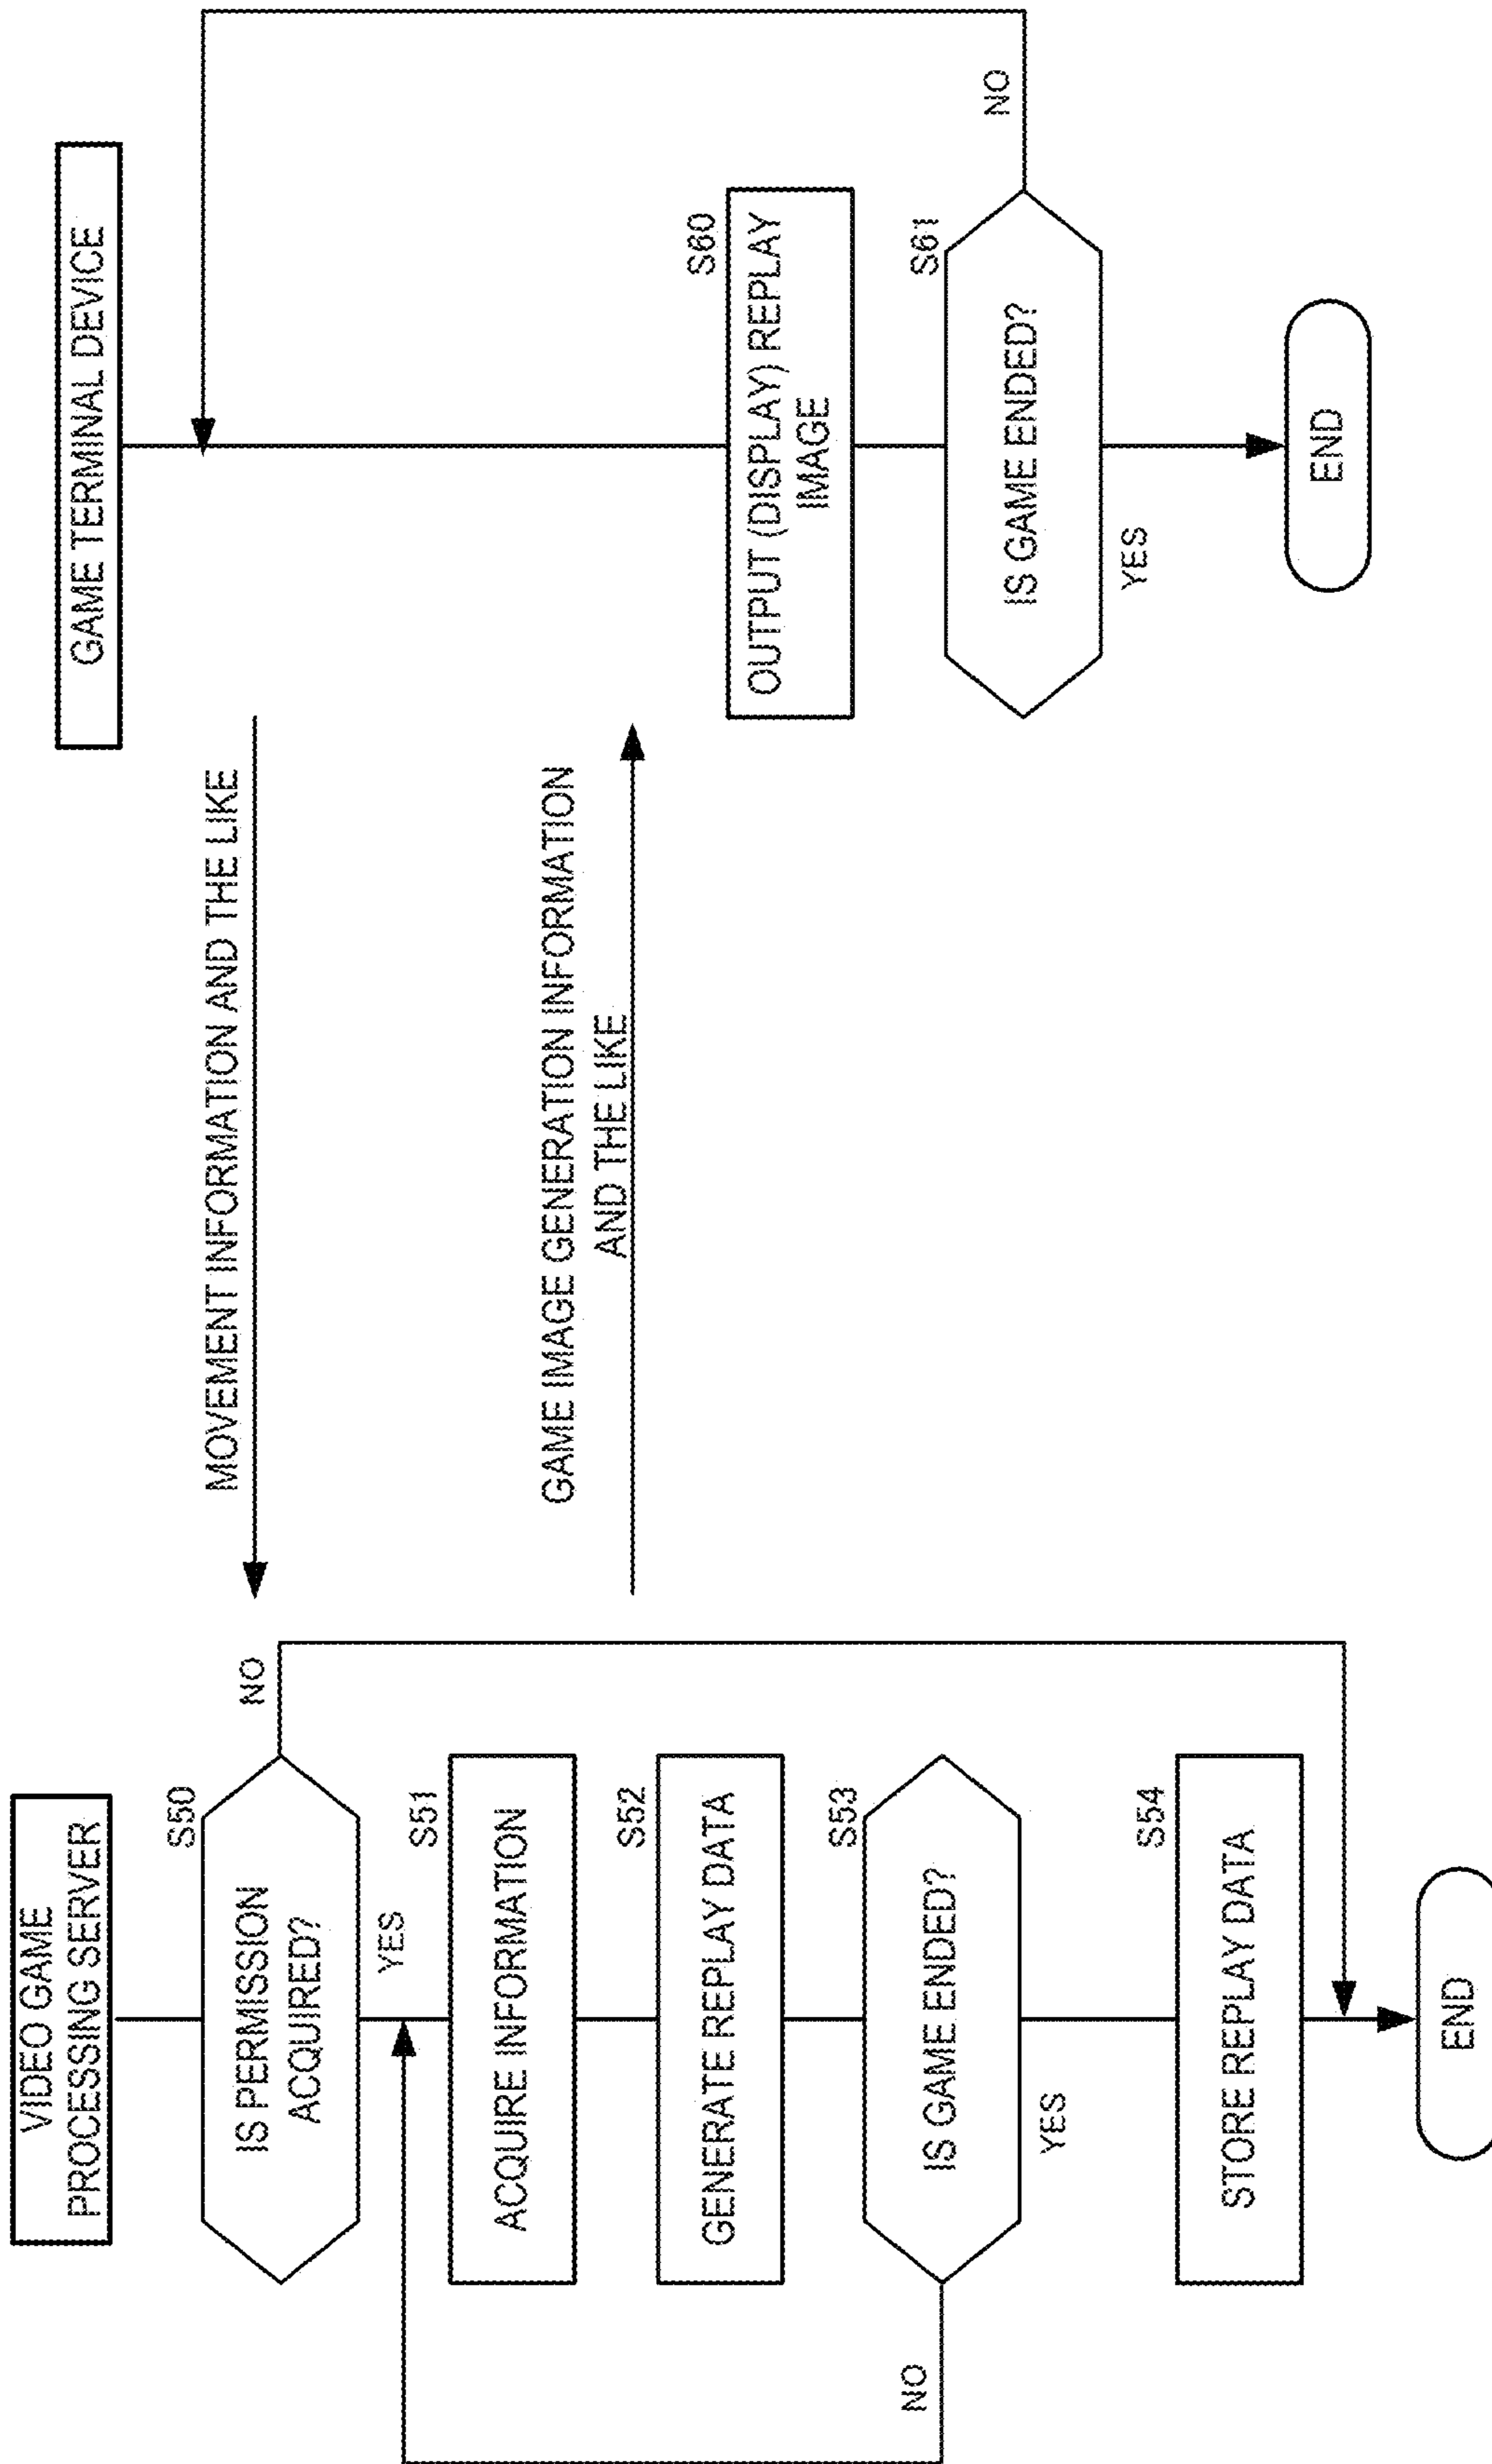 VIDEO GAME
PROCESSING SERVER
S50
IS PERMISSION
ACQUIRED?
NO
YES
S51
ACQUIRE INFORMATION
S52
GENERATE REPLAY DATA
S53
IS GAME ENDED?
NO
YES
S54
STORE REPLAY DATA
END
MOVEMENT INFORMATION AND THE LIKE
GAME IMAGE GENERATION INFORMATION
AND THE LIKE
GAME TERMINAL DEVICE
S60
OUTPUT (DISPLAY) REPLAY
IMAGE
S61
IS GAME ENDED?
NO
YES
END